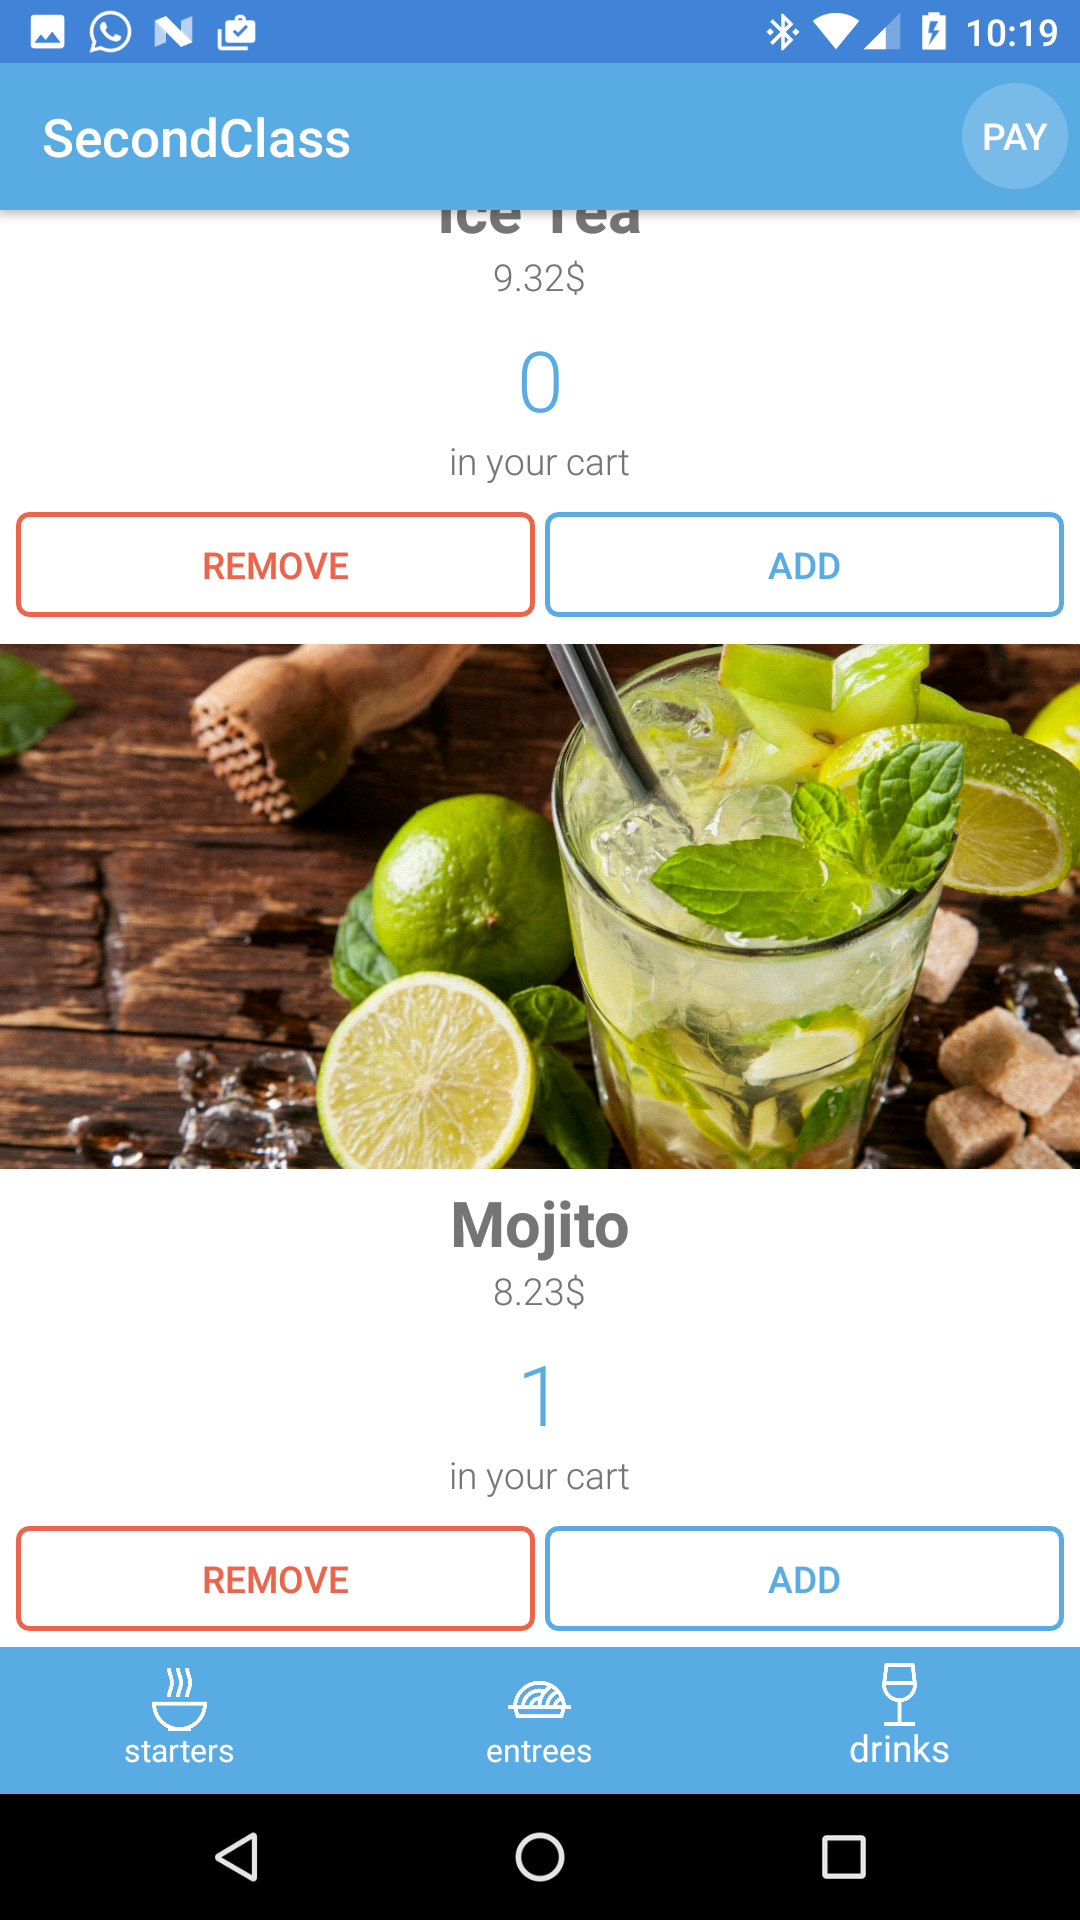 10:19
SecondClass
PAY
Ice Tea
9.32$
0
in your cart
REMOVE ADD
Mojito
8.23$
1
in your cart
REMOVE ADD
starters entrees drinks